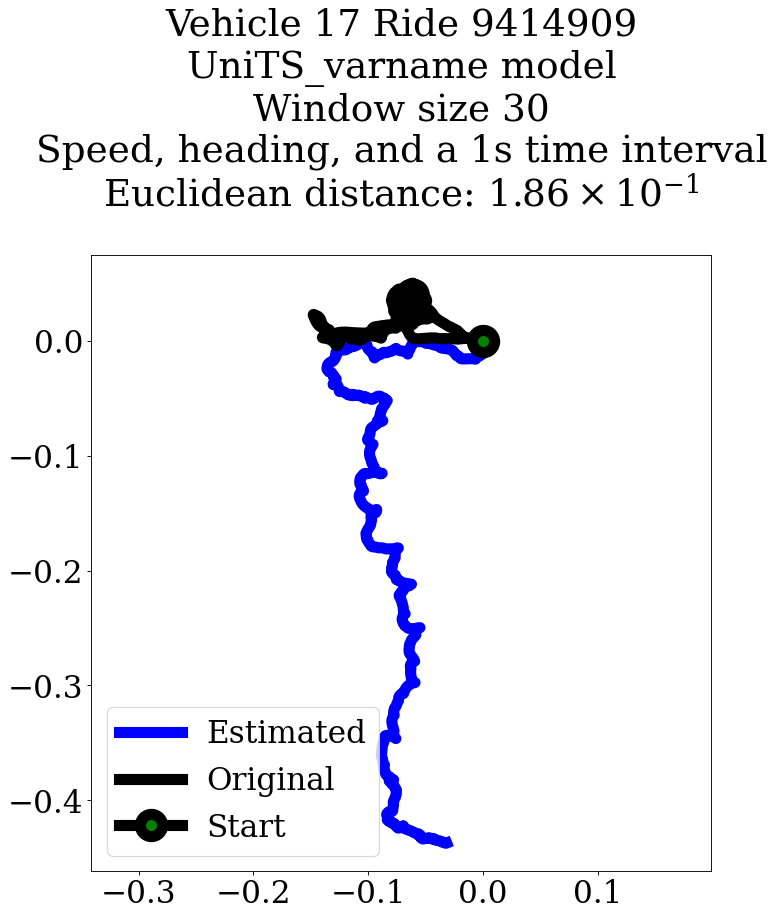 Vehicle 17 Ride 9414909
UniTS_varname model
Window size 30
Speed, heading, and a 1s time interval
Euclidean distance: 1.86 × 10⁻¹
0.0
−0.1
−0.2
−0.3
−0.4
Estimated
Original
Start
−0.3 −0.2 −0.1 0.0 0.1